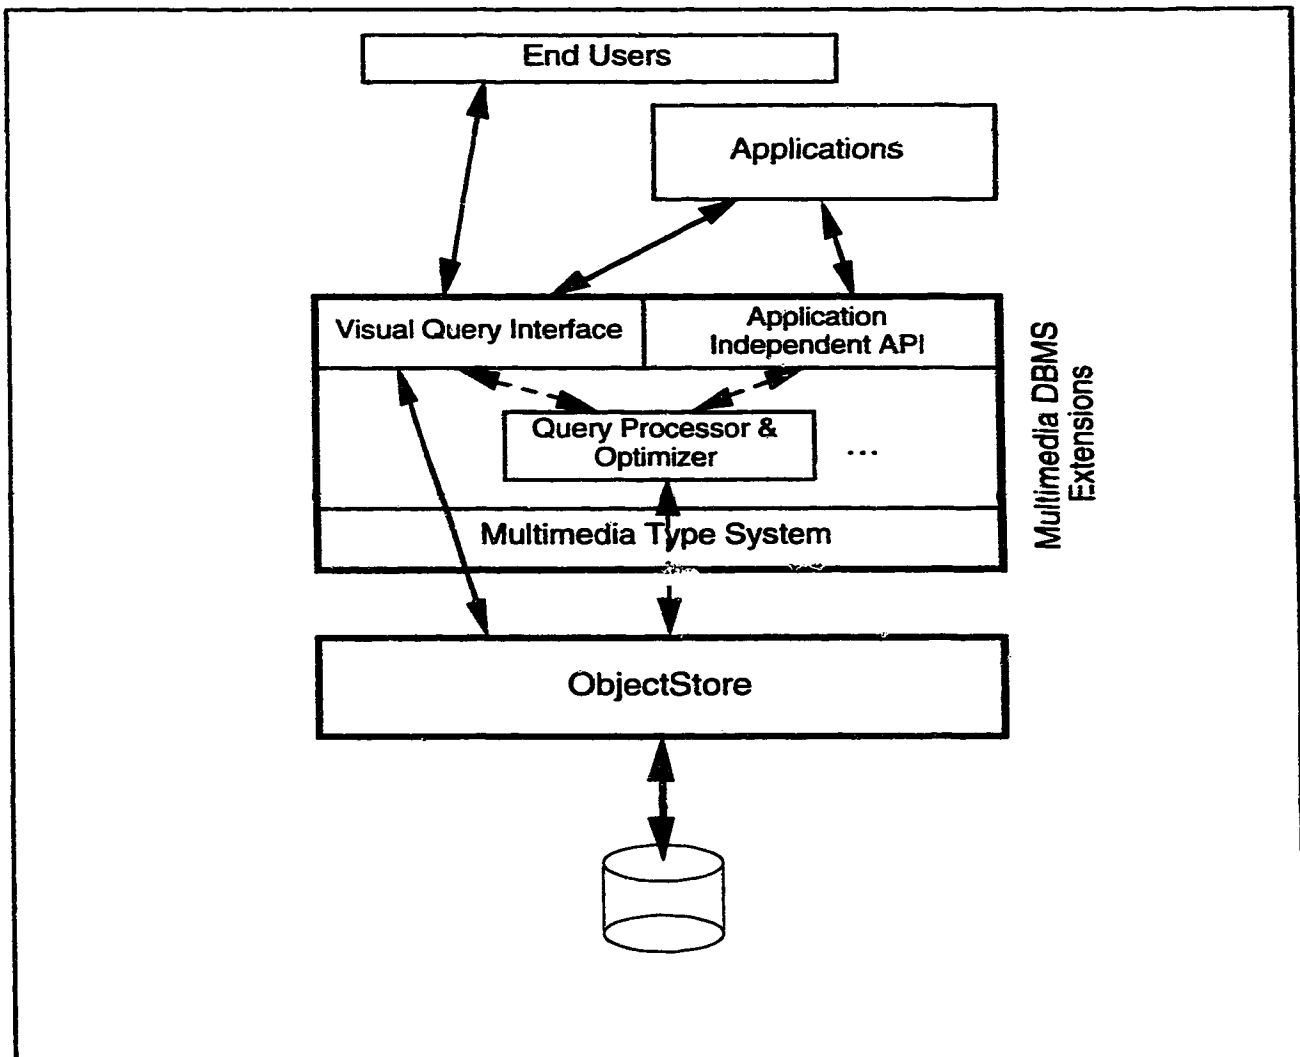 End Users
Applications
Visual Query Interface
Application
Independent API
Query Processor &
Optimizer
...
Multimedia Type System
Multimedia DBMS
Extensions
ObjectStore